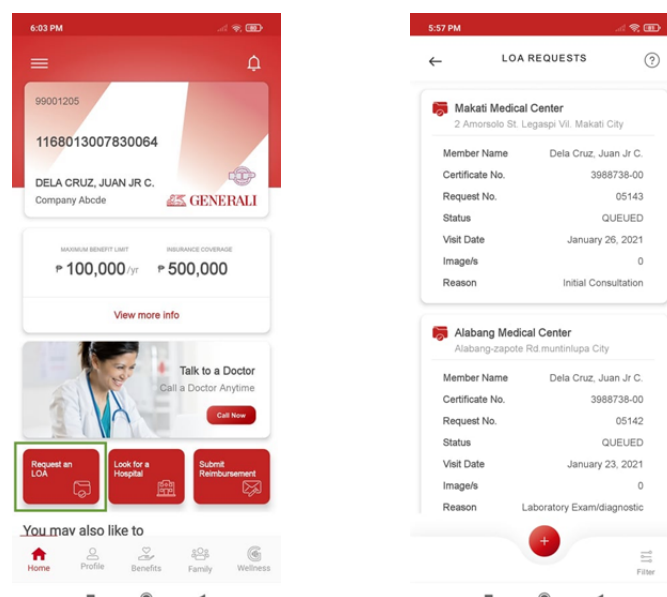 6:03 PM
80
99001205
1168013007830064
DELA CRUZ, JUAN JR C.
Company Abcde
GENERALI
MAXIMUM BENEFIT LIMIT
INSURANCE COVERAGE
₱ 100,000 /yr
₱ 500,000
View more info
Talk to a Doctor
Call a Doctor Anytime
Call Now
Request an
LOA
Look for a
Hospital
Submit
Reimbursement
You may also like to
Home
Profile
Benefits
Family
Wellness
5:57 PM
LOA REQUESTS
?
Makati Medical Center
2 Amorsolo St. Legaspi Vil. Makati City
Member Name Dela Cruz, Juan Jr C.
Certificate No. 3988738-00
Request No. 05143
Status QUEUED
Visit Date January 26, 2021
Image/s 0
Reason Initial Consultation
Alabang Medical Center
Alabang-zapote Rd.muntinlupa City
Member Name Dela Cruz, Juan Jr C.
Certificate No. 3988738-00
Request No. 05142
Status QUEUED
Visit Date January 23, 2021
Image/s 0
Reason Laboratory Exam/diagnostic
+
Filter